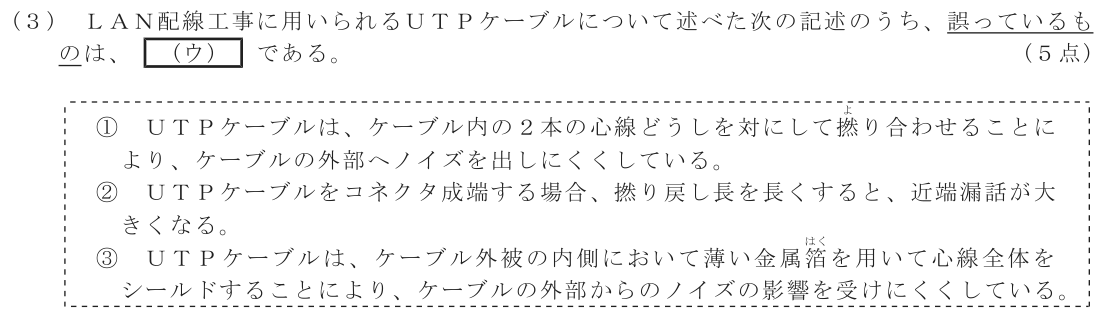 （３）　ＬＡＮ配線工事に用いられるＵＴＰケーブルについて述べた次の記述のうち、誤っているも
のは、（ウ）である。（５点）
①　ＵＴＰケーブルは、ケーブル内の２本の心線どうしを対にして撚り合わせることに
より、ケーブルの外部へノイズを出しにくくしている。
②　ＵＴＰケーブルをコネクタ成端する場合、撚り戻し長を長くすると、近端漏話が大
きくなる。
③　ＵＴＰケーブルは、ケーブル外被の内側において薄い金属箔を用いて心線全体を
シールドすることにより、ケーブルの外部からのノイズの影響を受けにくくしている。